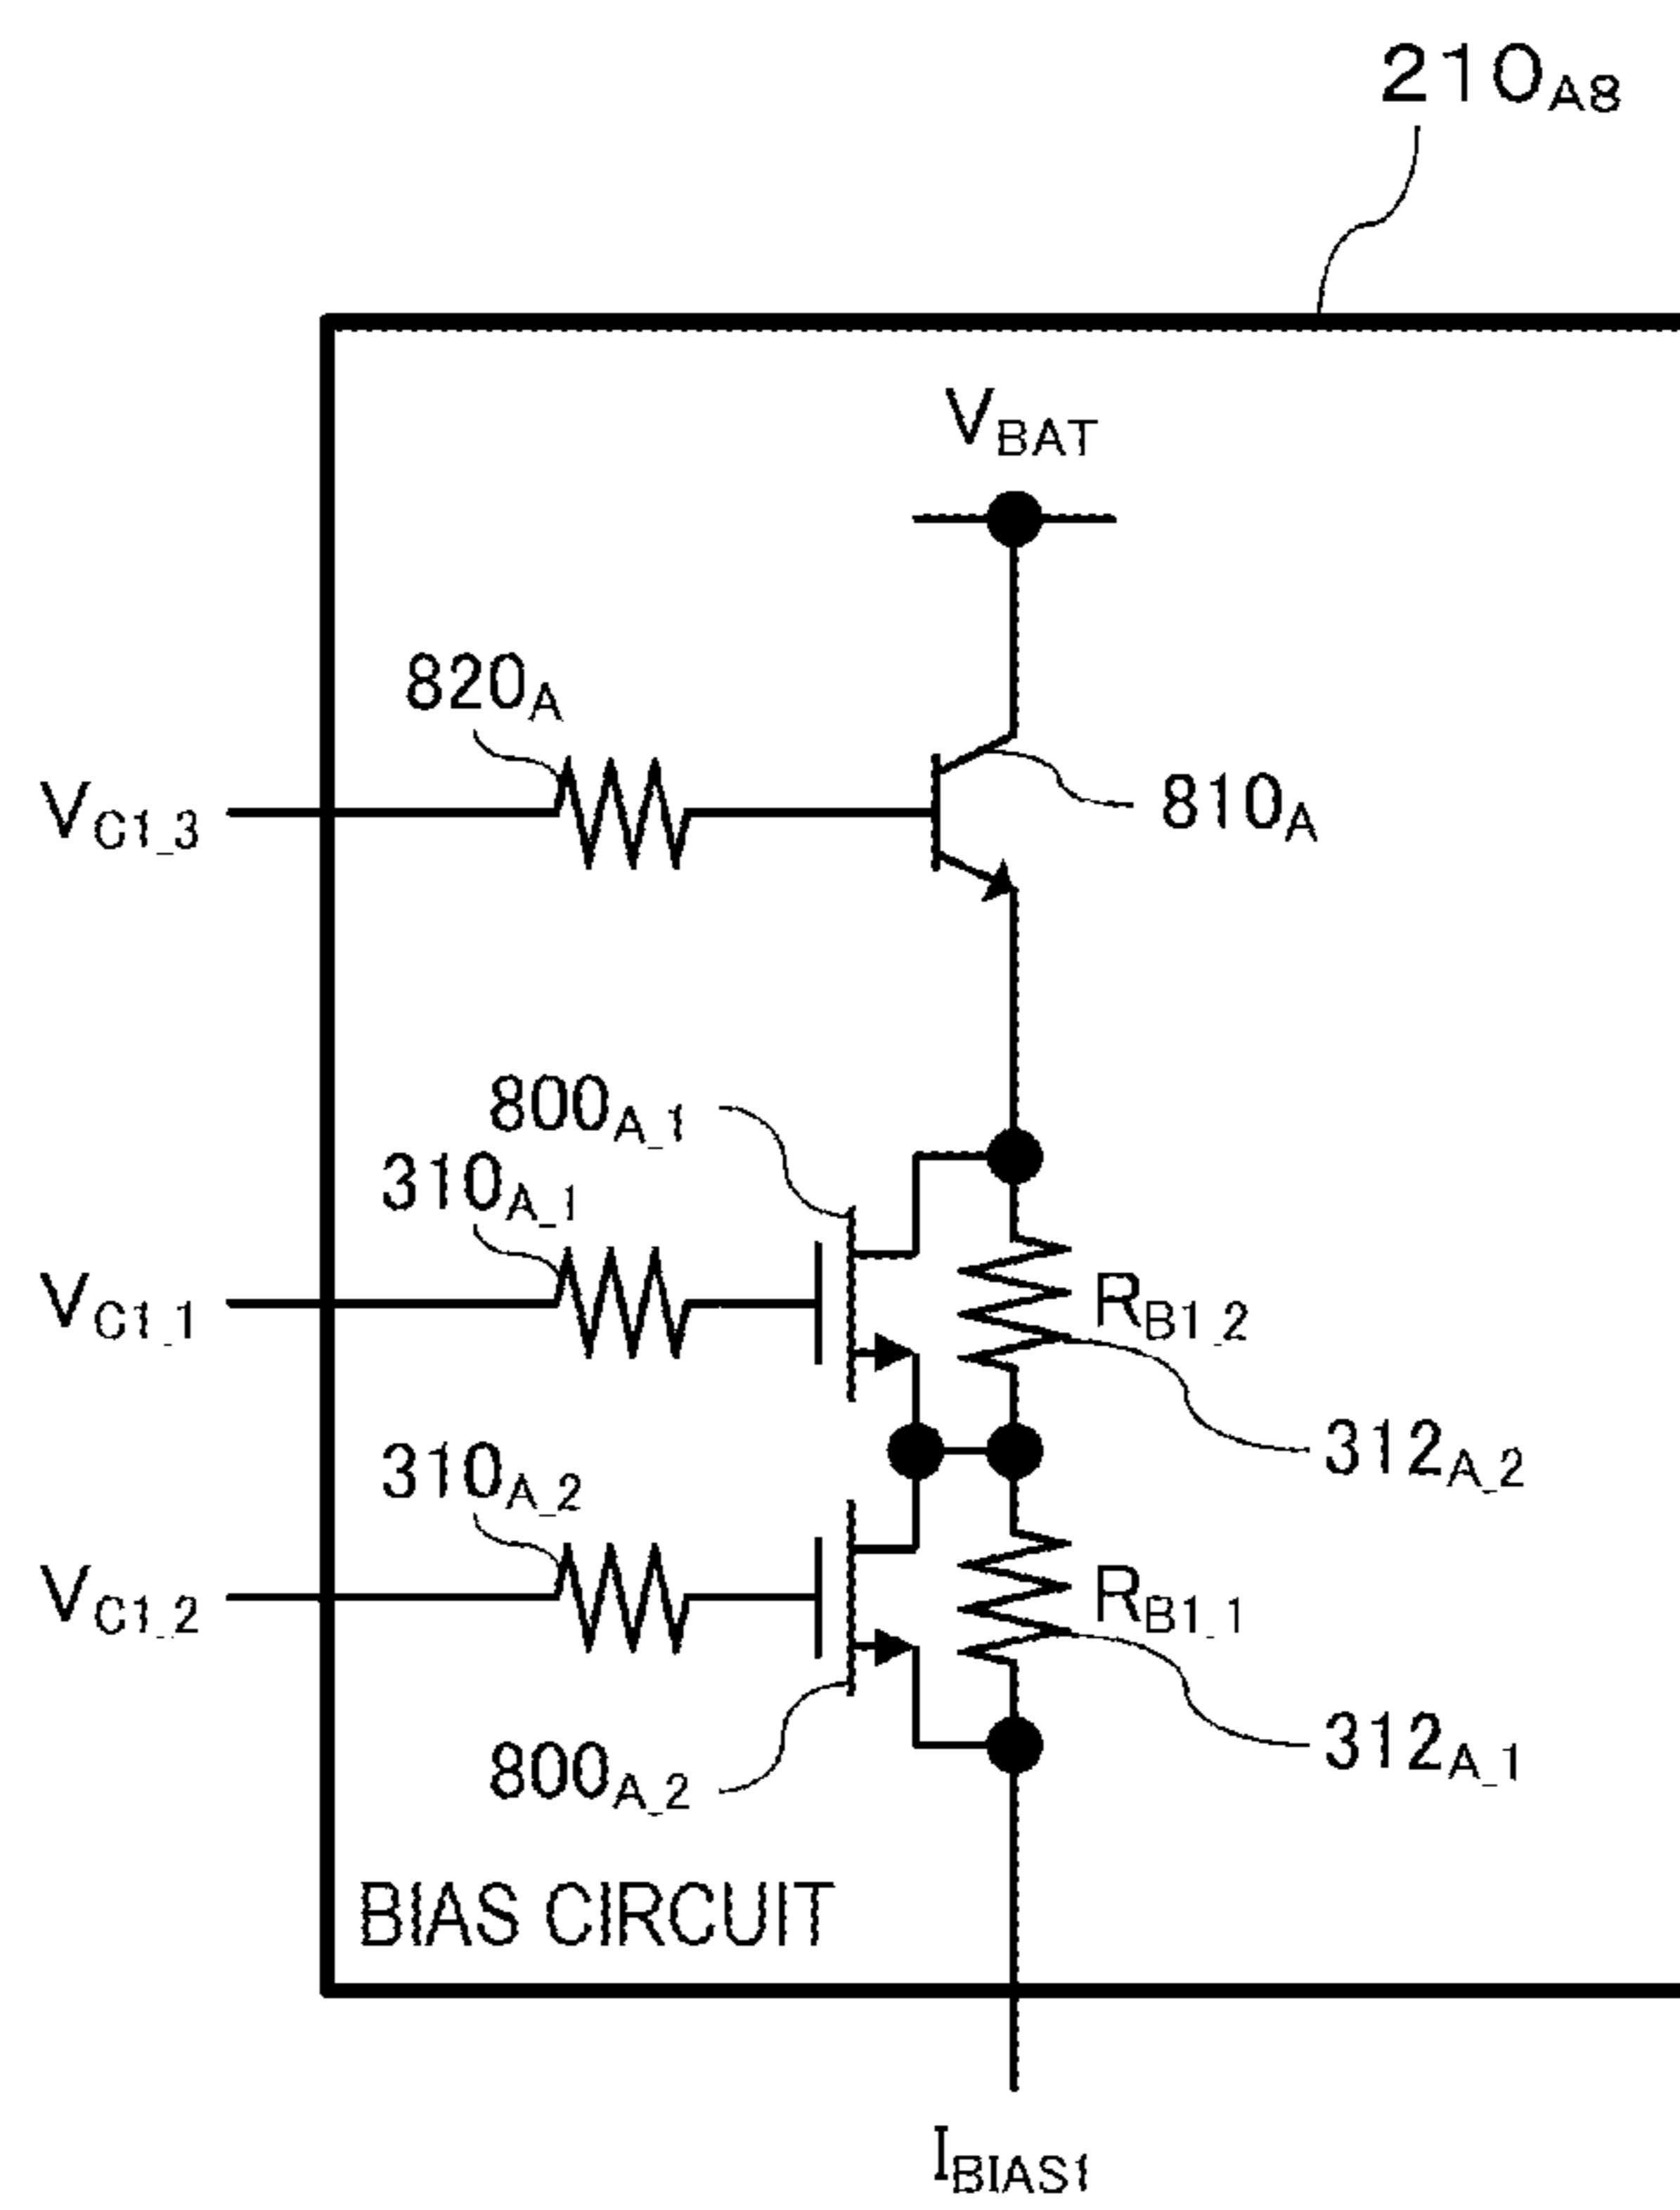 210A8
VBAT
820A
VC1_3
810A
800A_1
310A_1
VC1_1
RB1_2
312A_2
310A_2
VC1_2
RB1_1
312A_1
800A_2
BIAS CIRCUIT
IBIAS1